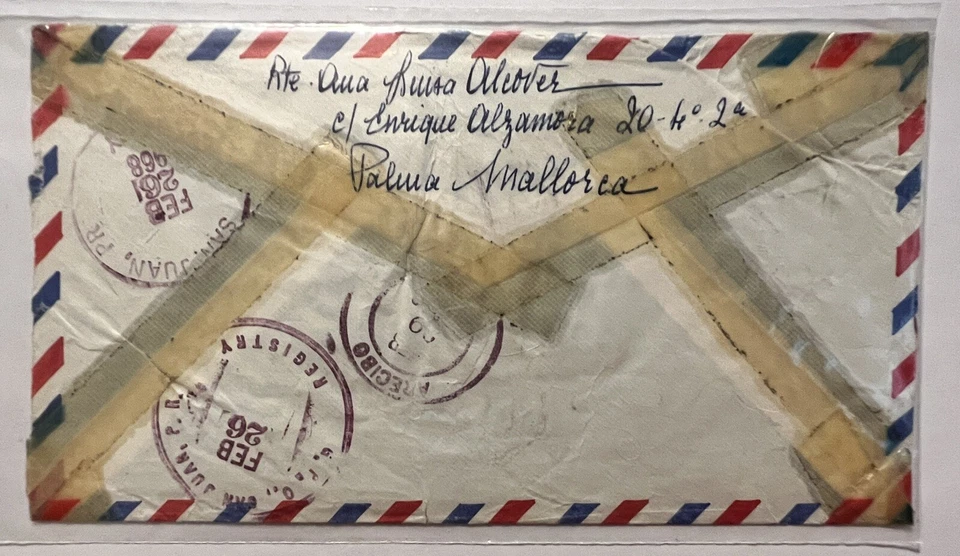 Rte. Ana Luisa Alcover
c/ Enrique Alzamora 20-4º-2ª
Palma Mallorca
SAN JUAN, PR
FEB
26
1968
ARECIBO
REGISTRY
G.P.O., SAN JUAN, P.R.
FEB
26